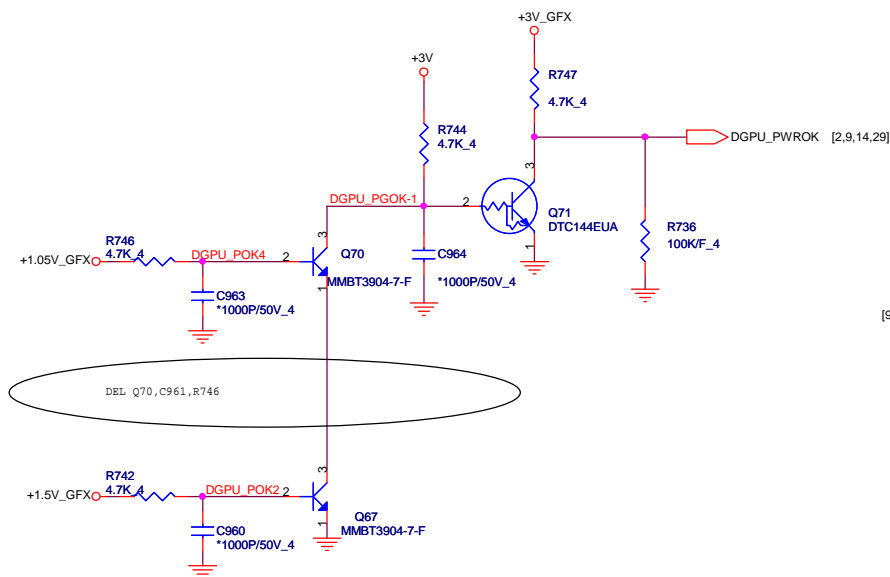 +3V_GFX
R747
4.7K_4
+3V
R744
4.7K_4
DGPU_PWROK [2,9,14,29]
3
DGPU_PGOK-1
2
Q71
DTC144EUA
1
R736
100K/F_4
R746
4.7K_4
+1.05V_GFX
DGPU_POK4
2
3
Q70
MMBT3904-7-F
1
C964
*1000P/50V_4
C963
*1000P/50V_4
[9
DEL Q70,C961,R746
R742
4.7K_4
+1.5V_GFX
DGPU_POK2
2
3
Q67
MMBT3904-7-F
1
C960
*1000P/50V_4